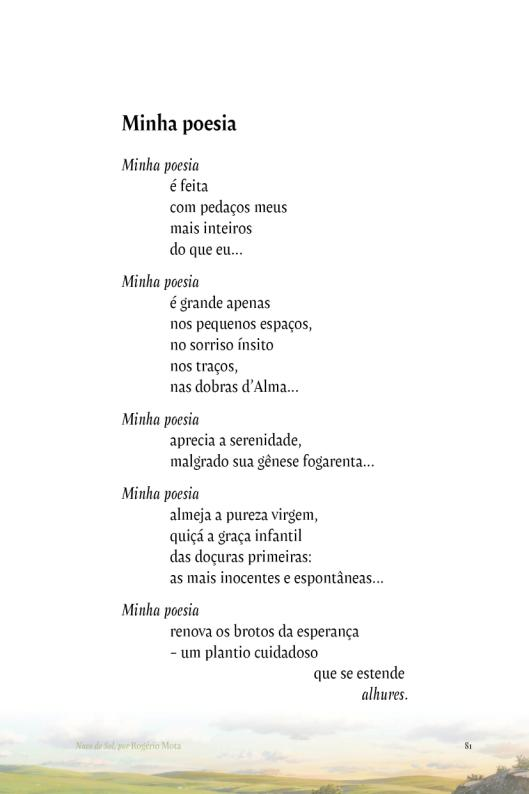 Minha poesia
Minha poesia
é feita
com pedaços meus
mais inteiros
do que eu...
Minha poesia
é grande apenas
nos pequenos espaços,
no sorriso ínsito
nos traços,
nas dobras d’Alma...
Minha poesia
aprecia a serenidade,
malgrado sua gênese fogarenta...
Minha poesia
almeja a pureza virgem,
quiçá a graça infantil
das doçuras primeiras:
as mais inocentes e espontâneas...
Minha poesia
renova os brotos da esperança
– um plantio cuidadoso
que se estende
alhures.
de Sol, por Rogério Mota 81